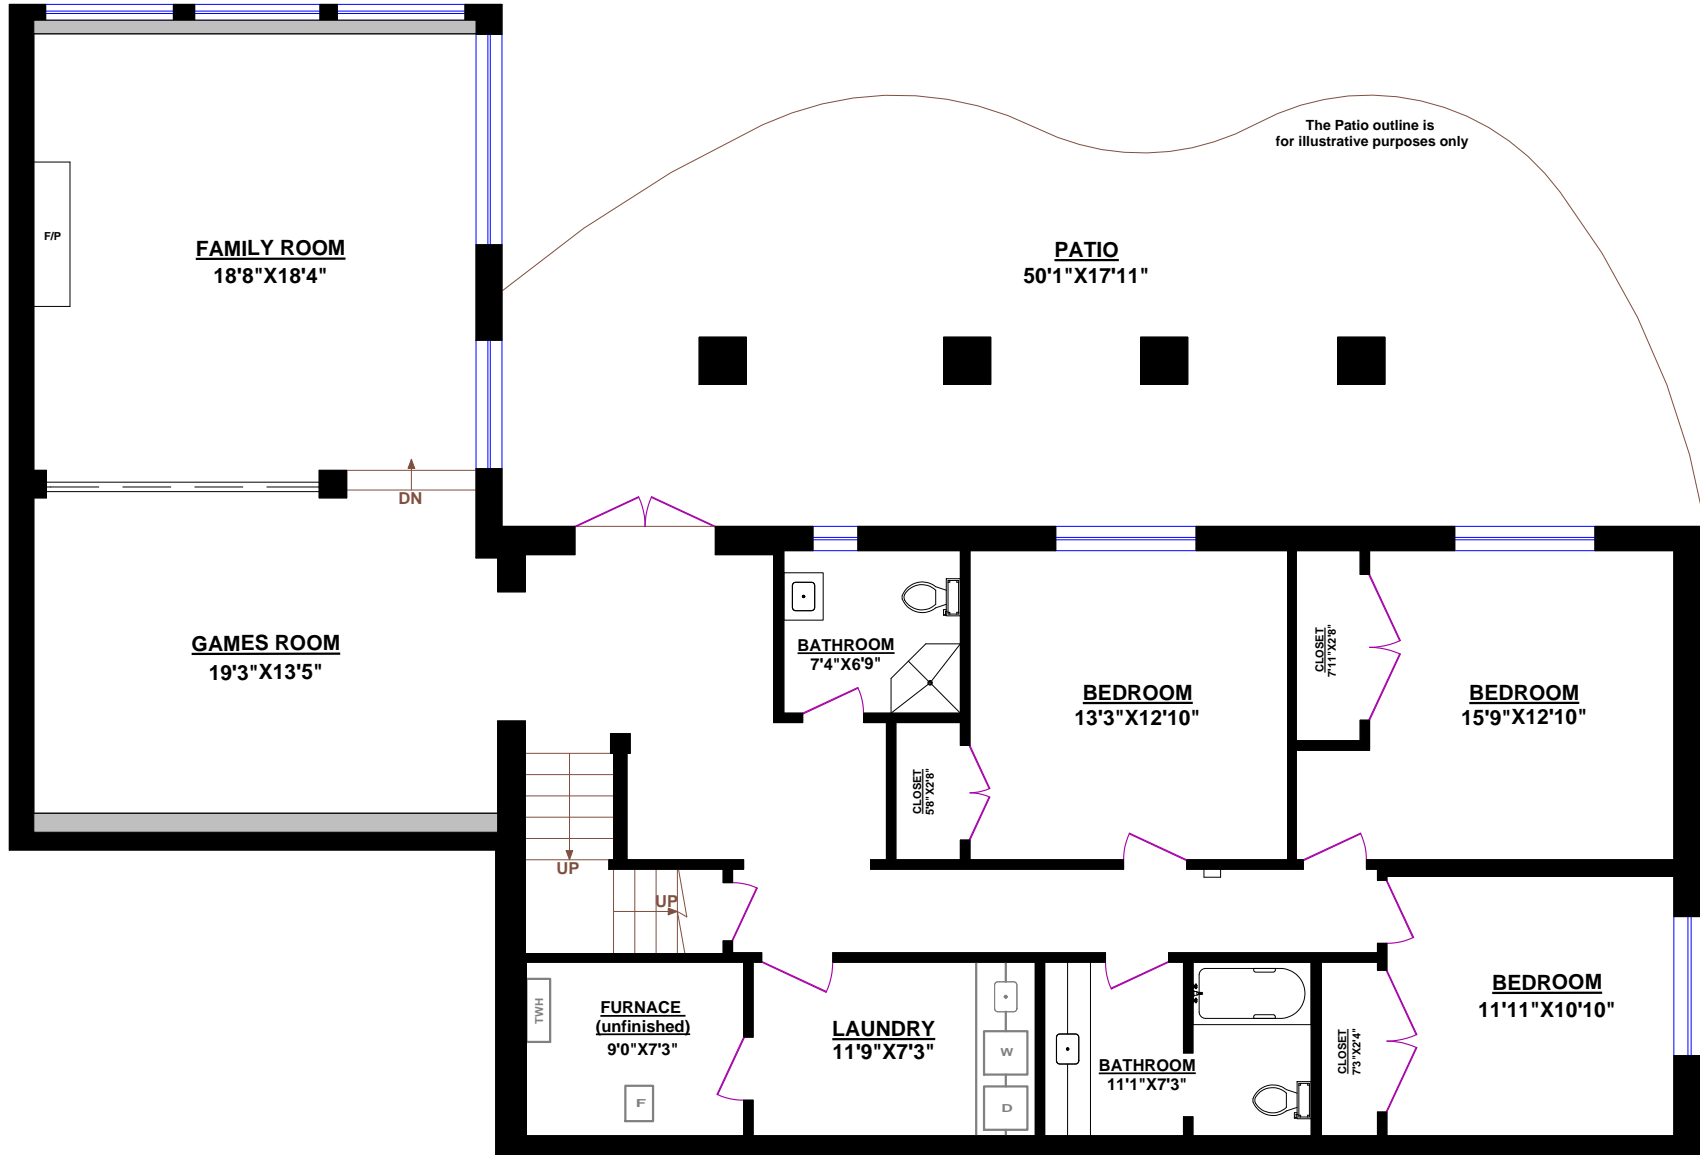 The Patio outline is
for illustrative purposes only
F/P
FAMILY ROOM
18'8"X18'4"
PATIO
50'1"X17'11"
DN
GAMES ROOM
19'3"X13'5"
BATHROOM
7'4"X6'9"
BEDROOM
13'3"X12'10"
CLOSET
7'11"X2'8"
BEDROOM
15'9"X12'10"
CLOSET
5'8"X2'8"
UP
UP
FURNACE
(unfinished)
9'0"X7'3"
TWH
F
LAUNDRY
11'9"X7'3"
W
D
BATHROOM
11'1"X7'3"
CLOSET
7'3"X2'4"
BEDROOM
11'11"X10'10"